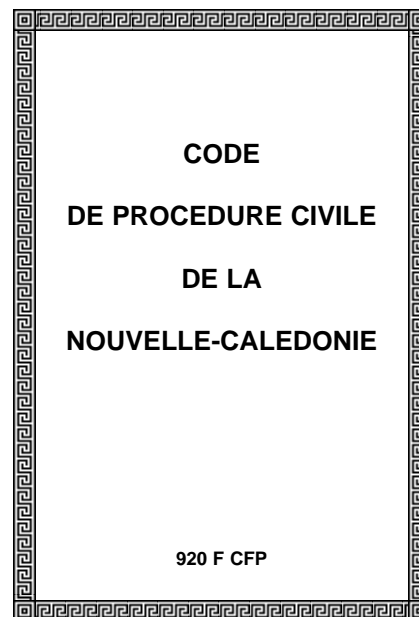 CODE
DE PROCEDURE CIVILE
DE LA
NOUVELLE-CALEDONIE
920 F CFP